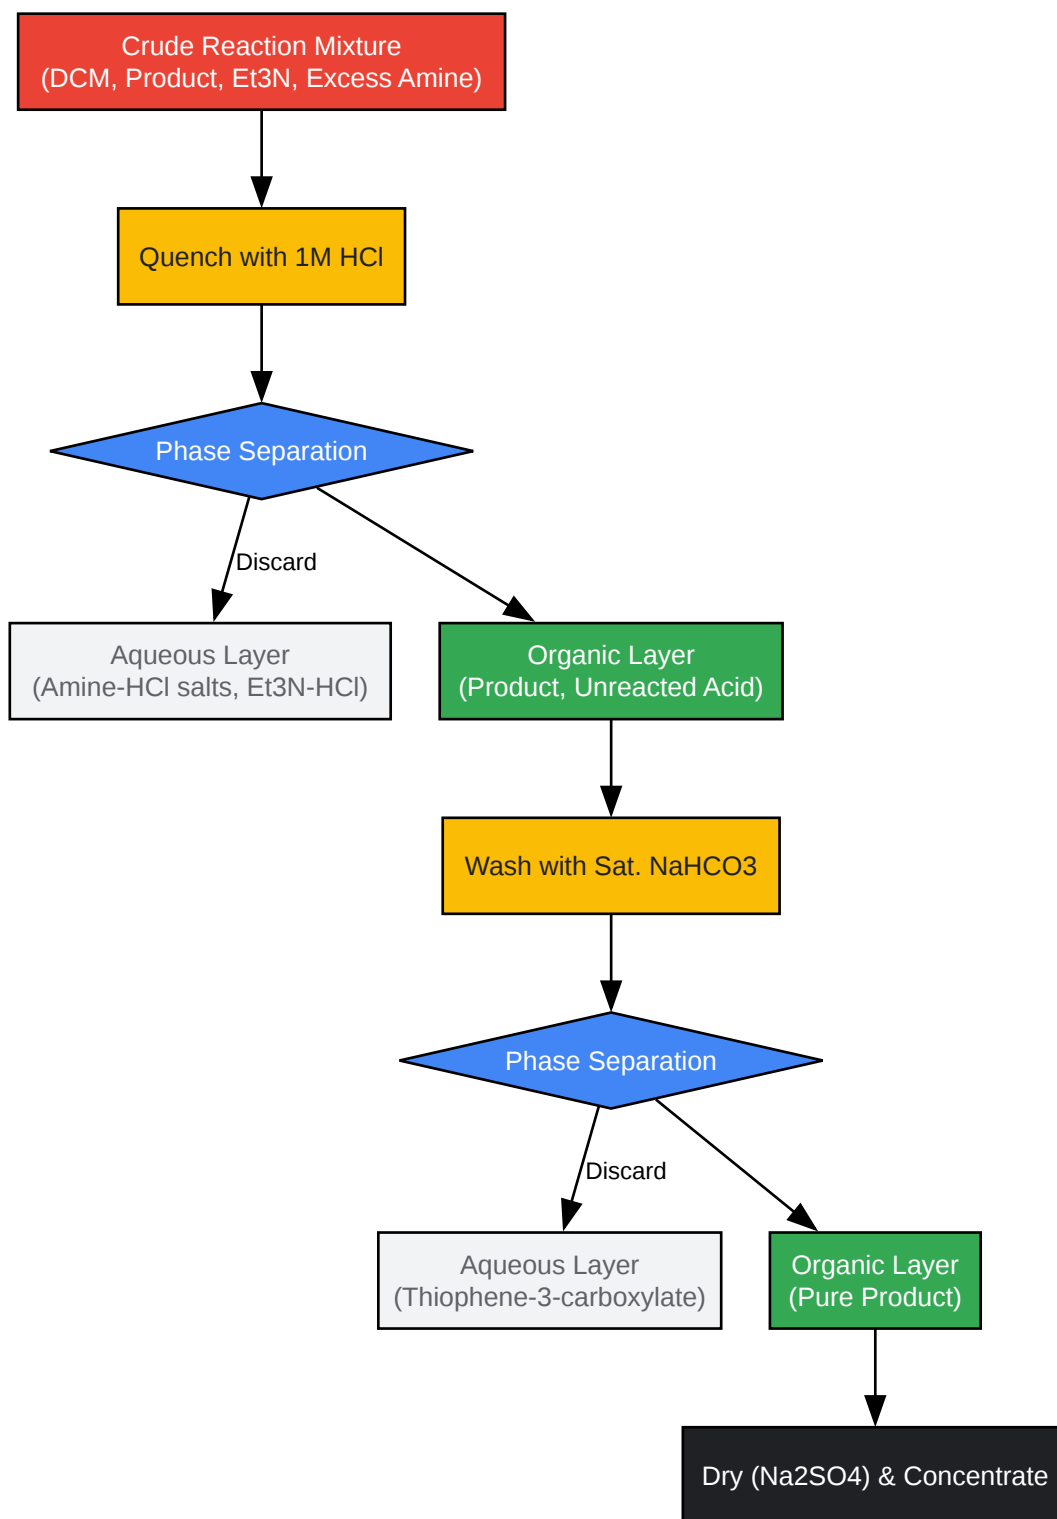 Crude Reaction Mixture
(DCM, Product, Et3N, Excess Amine)
Quench with 1M HCl
Phase Separation
Discard
Aqueous Layer
(Amine-HCl salts, Et3N-HCl)
Organic Layer
(Product, Unreacted Acid)
Wash with Sat. NaHCO3
Phase Separation
Discard
Aqueous Layer
(Thiophene-3-carboxylate)
Organic Layer
(Pure Product)
Dry (Na2SO4) & Concentrate